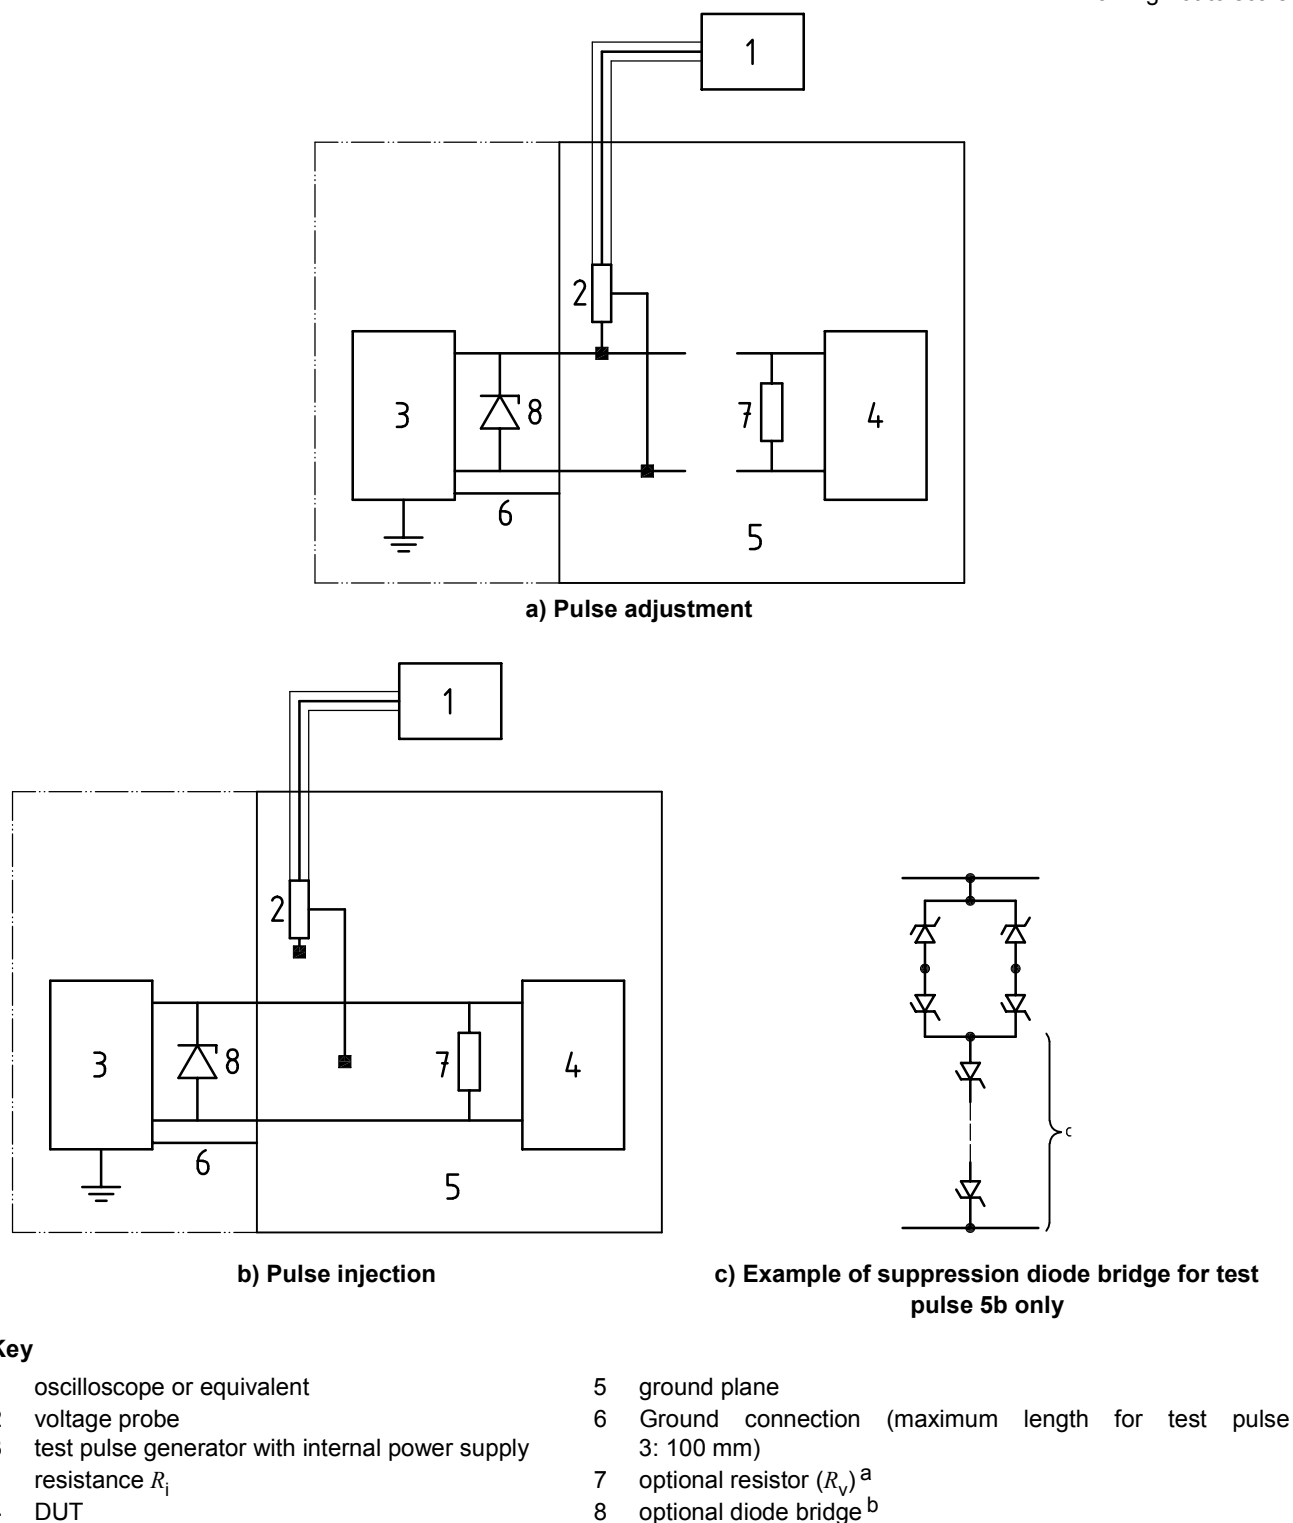 1
2
3
8
7
4
6
5
a) Pulse adjustment
1
2
3
8
7
4
6
5
c
b) Pulse injection
c) Example of suppression diode bridge for test
pulse 5b only
Key
oscilloscope or equivalent
voltage probe
test pulse generator with internal power supply
resistance Ri
DUT
5 ground plane
6 Ground connection (maximum length for test pulse
3: 100 mm)
7 optional resistor (Rv) a
8 optional diode bridge b